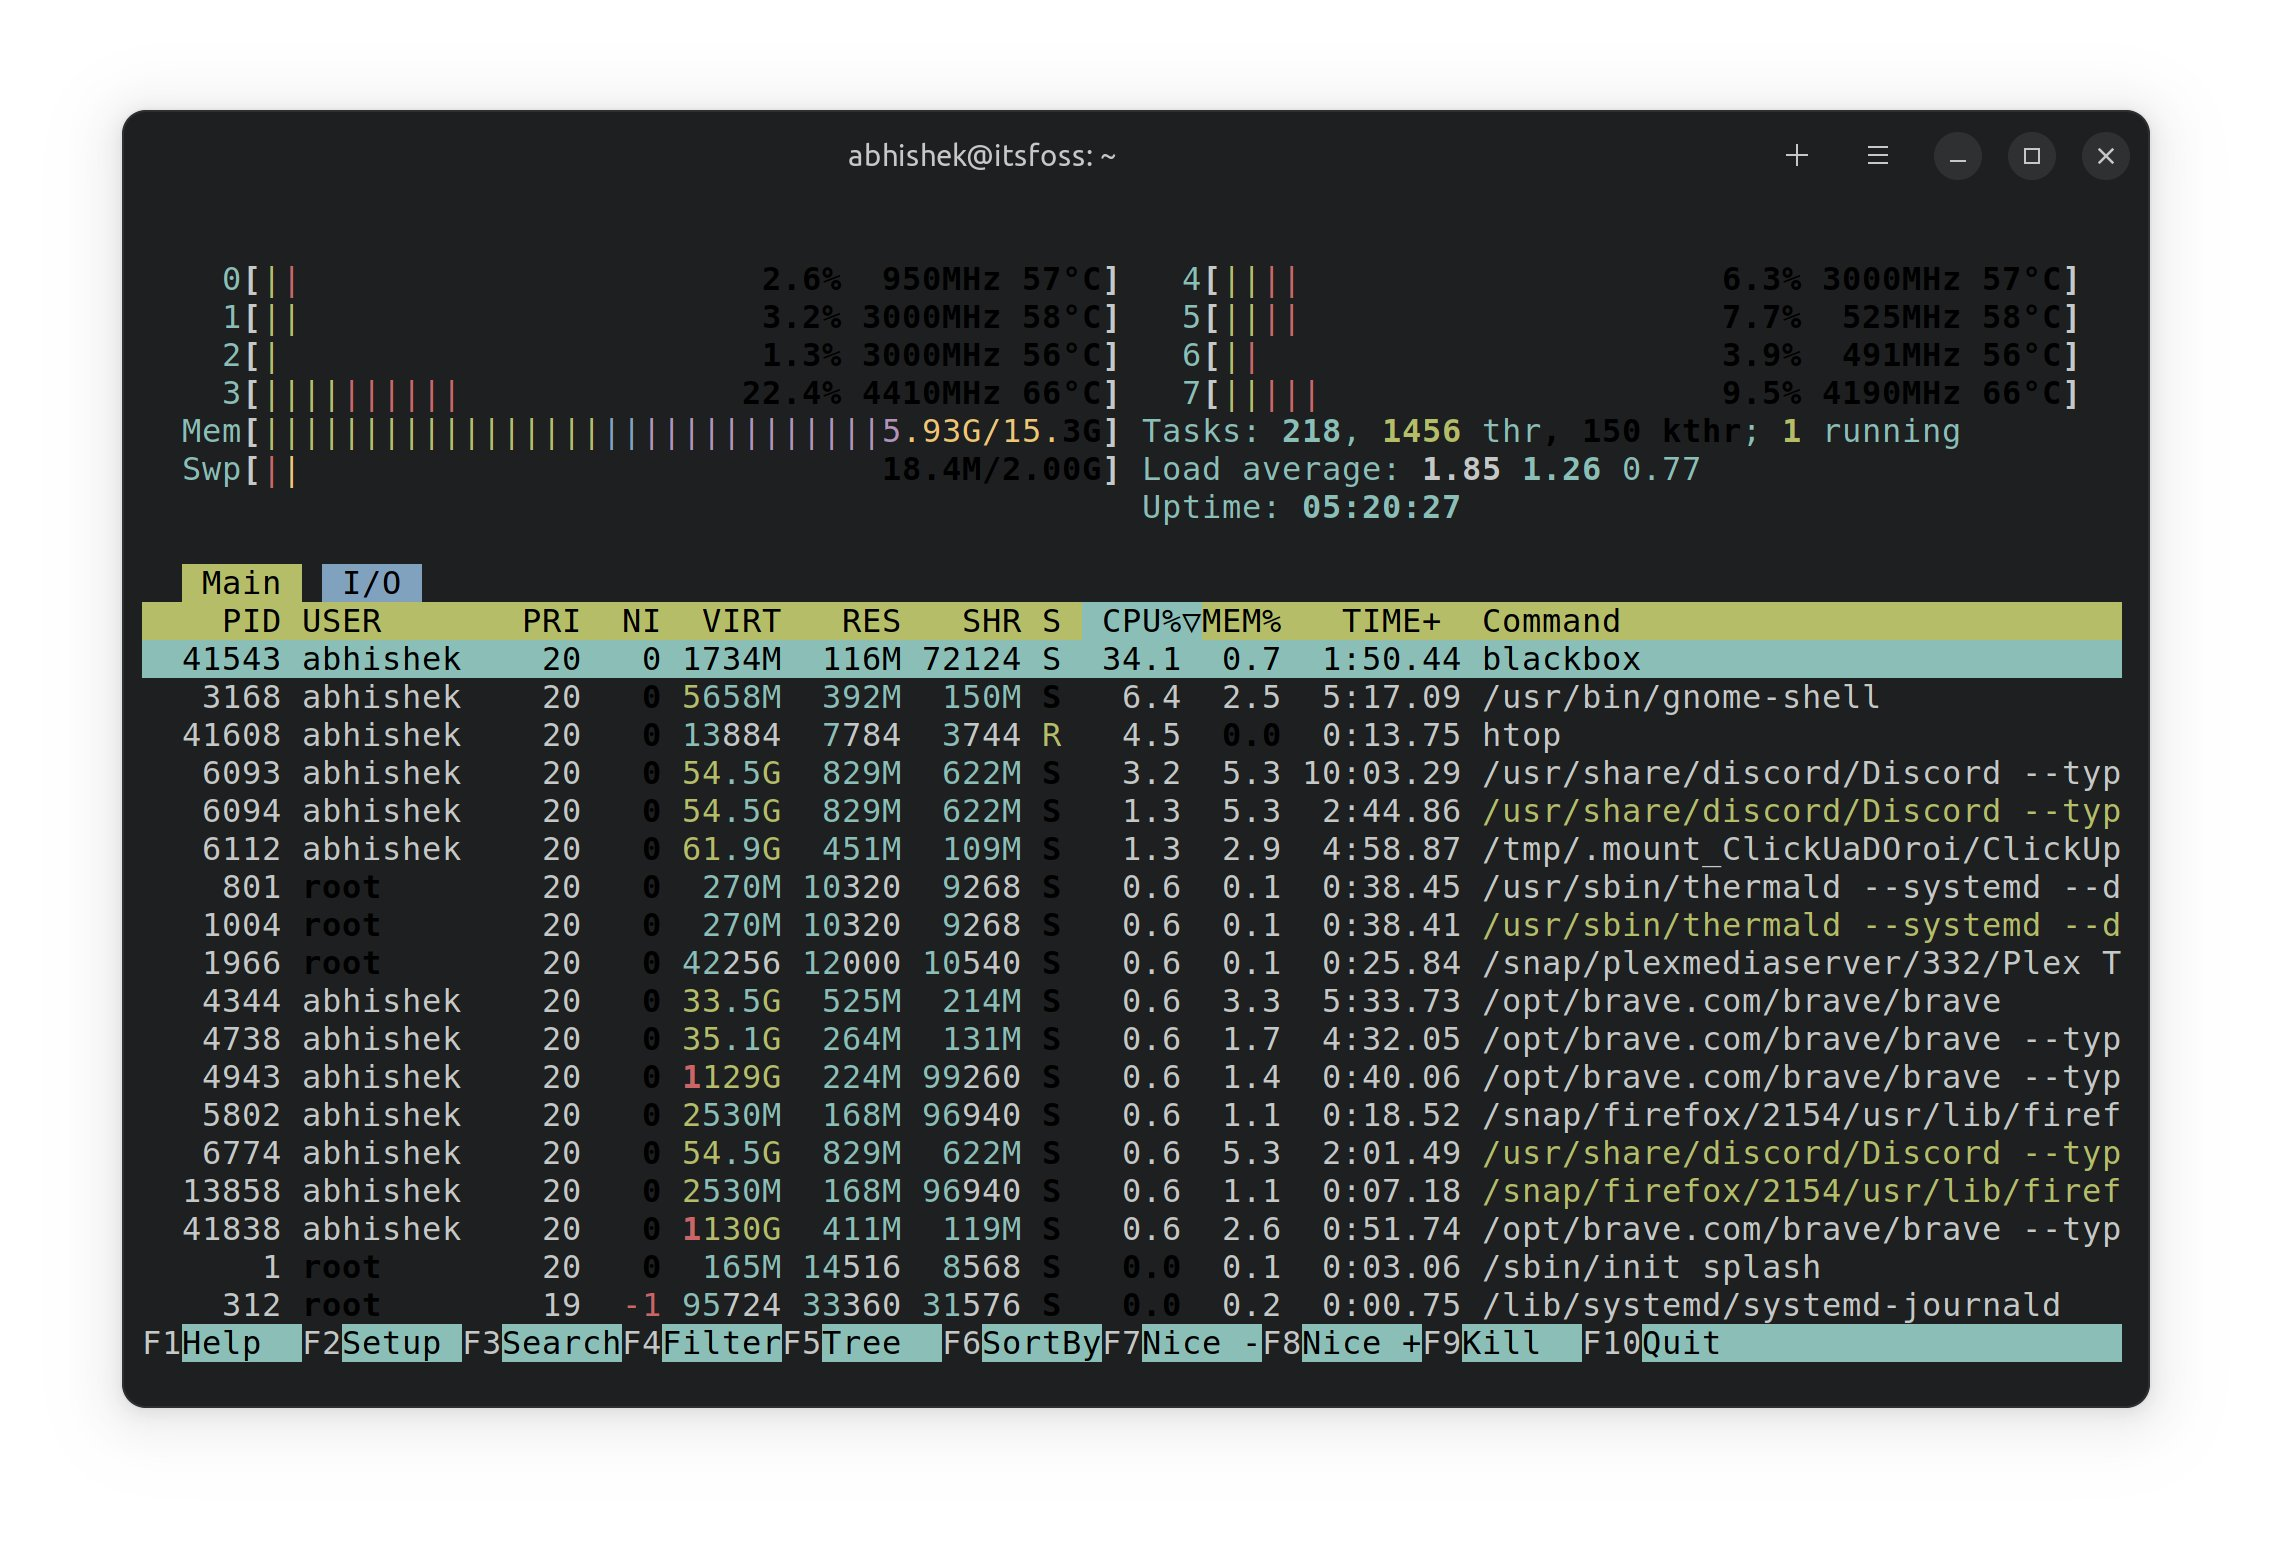 abhishek@itsfoss: ~
0[|| 2.6% 950MHz 57°C] 4[|||| 6.3% 3000MHz 57°C]
1[|| 3.2% 3000MHz 58°C] 5[|||| 7.7% 525MHz 58°C]
2[| 1.3% 3000MHz 56°C] 6[|| 3.9% 491MHz 56°C]
3[|||||||||| 22.4% 4410MHz 66°C] 7[||||| 9.5% 4190MHz 66°C]
Mem[|||||||||||||||||||||||||||||||5.93G/15.3G] Tasks: 218, 1456 thr, 150 kthr; 1 running
Swp[|| 18.4M/2.00G] Load average: 1.85 1.26 0.77
Uptime: 05:20:27
Main I/O
PID USER PRI NI VIRT RES SHR S CPU%▽MEM% TIME+ Command
41543 abhishek 20 0 1734M 116M 72124 S 34.1 0.7 1:50.44 blackbox
3168 abhishek 20 0 5658M 392M 150M S 6.4 2.5 5:17.09 /usr/bin/gnome-shell
41608 abhishek 20 0 13884 7784 3744 R 4.5 0.0 0:13.75 htop
6093 abhishek 20 0 54.5G 829M 622M S 3.2 5.3 10:03.29 /usr/share/discord/Discord --typ
6094 abhishek 20 0 54.5G 829M 622M S 1.3 5.3 2:44.86 /usr/share/discord/Discord --typ
6112 abhishek 20 0 61.9G 451M 109M S 1.3 2.9 4:58.87 /tmp/.mount_ClickUaDOroi/ClickUp
801 root 20 0 270M 10320 9268 S 0.6 0.1 0:38.45 /usr/sbin/thermald --systemd --d
1004 root 20 0 270M 10320 9268 S 0.6 0.1 0:38.41 /usr/sbin/thermald --systemd --d
1966 root 20 0 42256 12000 10540 S 0.6 0.1 0:25.84 /snap/plexmediaserver/332/Plex T
4344 abhishek 20 0 33.5G 525M 214M S 0.6 3.3 5:33.73 /opt/brave.com/brave/brave
4738 abhishek 20 0 35.1G 264M 131M S 0.6 1.7 4:32.05 /opt/brave.com/brave/brave --typ
4943 abhishek 20 0 1129G 224M 99260 S 0.6 1.4 0:40.06 /opt/brave.com/brave/brave --typ
5802 abhishek 20 0 2530M 168M 96940 S 0.6 1.1 0:18.52 /snap/firefox/2154/usr/lib/firef
6774 abhishek 20 0 54.5G 829M 622M S 0.6 5.3 2:01.49 /usr/share/discord/Discord --typ
13858 abhishek 20 0 2530M 168M 96940 S 0.6 1.1 0:07.18 /snap/firefox/2154/usr/lib/firef
41838 abhishek 20 0 1130G 411M 119M S 0.6 2.6 0:51.74 /opt/brave.com/brave/brave --typ
1 root 20 0 165M 14516 8568 S 0.0 0.1 0:03.06 /sbin/init splash
312 root 19 -1 95724 33360 31576 S 0.0 0.2 0:00.75 /lib/systemd/systemd-journald
F1Help F2Setup F3SearchF4FilterF5Tree F6SortByF7Nice -F8Nice +F9Kill F10Quit